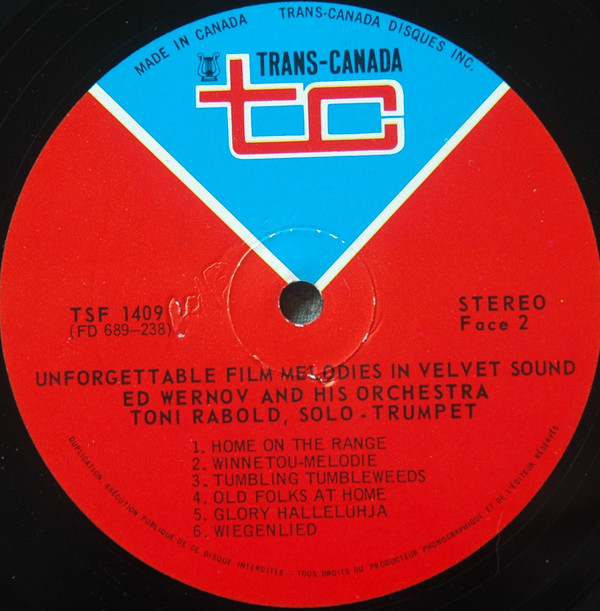 MADE IN CANADA TRANS-CANADA DISQUES INC.
TRANS-CANADA
tc
TSF 1409
(FD 689-238)
STEREO
Face 2
UNFORGETTABLE FILM MELODIES IN VELVET SOUND
ED WERNOV AND HIS ORCHESTRA
TONI RABOLD, SOLO - TRUMPET
1. HOME ON THE RANGE
2. WINNETOU-MELODIE
3. TUMBLING TUMBLEWEEDS
4. OLD FOLKS AT HOME
5. GLORY HALLELUHJA
6. WIEGENLIED
DUPLICATION, EXÉCUTION PUBLIQUE DE CE DISQUE INTERDITES - TOUS DROITS DU PRODUCTEUR PHONOGRAPHIQUE ET DE L'ÉDITEUR RÉSERVÉS